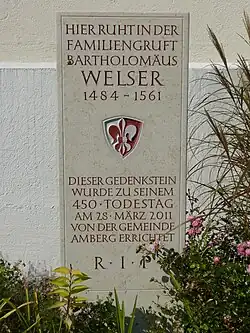 HIER RUHT IN DER
FAMILIENGRUFT
BARTHOLOMÄUS
WELSER
1484 - 1561
DIESER GEDENKSTEIN
WURDE ZU SEINEM
450 · TODESTAG
AM 28 · MÄRZ 2011
VON DER GEMEINDE
AMBERG ERRICHTET
R · I · P